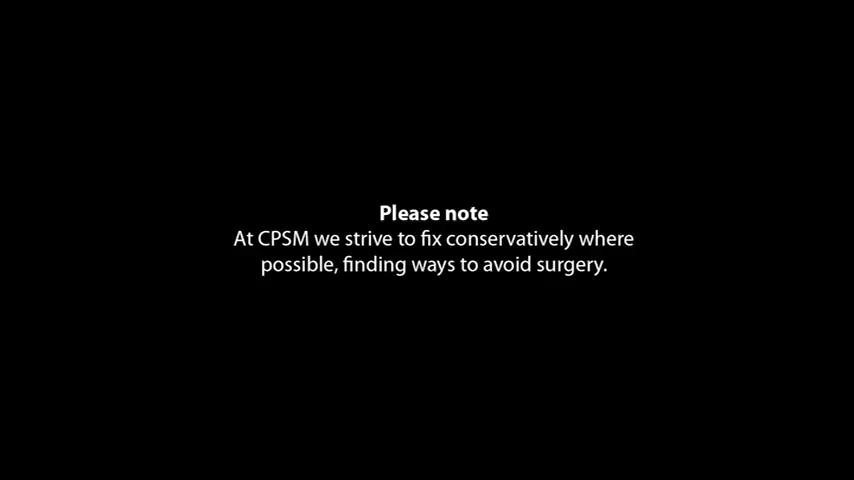 Please note
At CPSM we strive to fix conservatively where
possible, finding ways to avoid surgery.